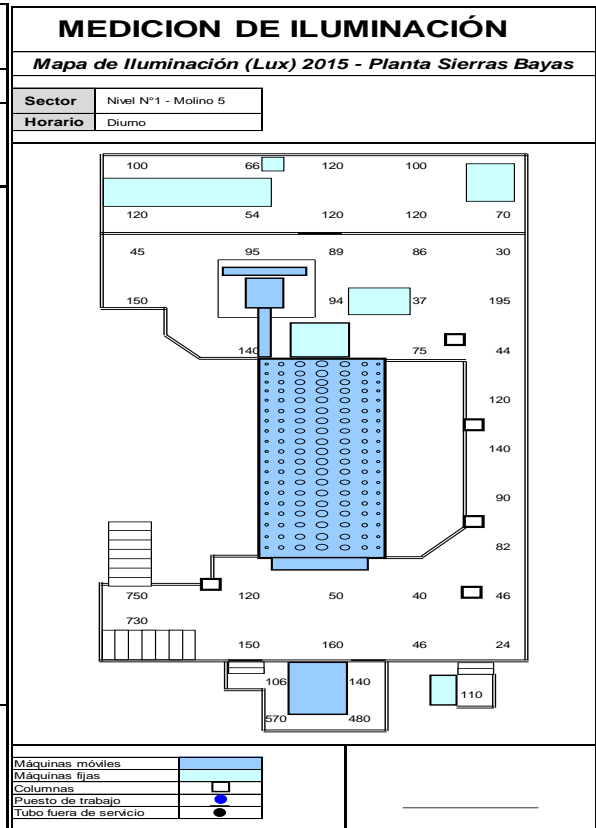 MEDICION DE ILUMINACIÓN
Mapa de Iluminación (Lux) 2015 - Planta Sierras Bayas
Sector Nivel N°1 - Molino 5
Horario Diurno
100 66 120 100
120 54 120 120 70
45 95 89 86 30
150 94 37 195
140 75 44
120
140
90
82
750 120 50 40 46
730
150 160 46 24
106 140 110
570 480
Máquinas móviles
Máquinas fijas
Columnas
Puesto de trabajo
Tubo fuera de servicio